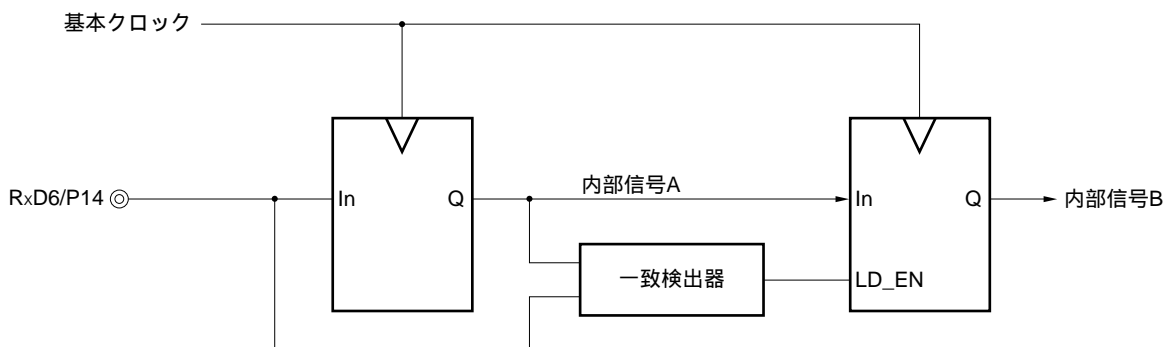 基本クロック
RxD6/P14
In
Q
内部信号A
In
Q
内部信号B
一致検出器
LD_EN